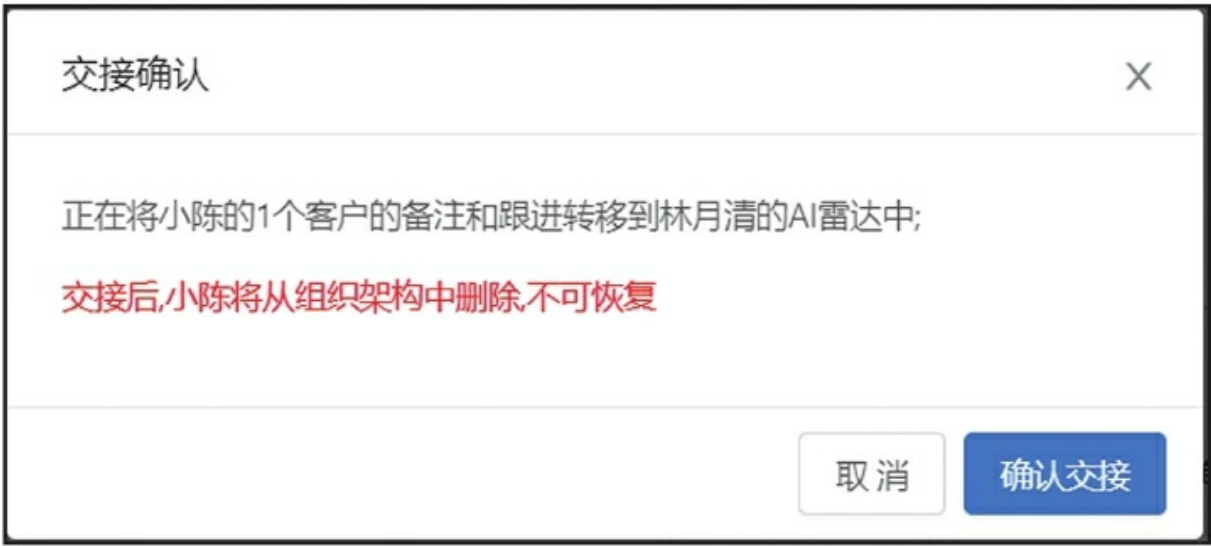 交接确认
正在将小陈的1个客户的备注和跟进转移到林月清的AI雷达中;
交接后,小陈将从组织架构中删除,不可恢复
取消
确认交接